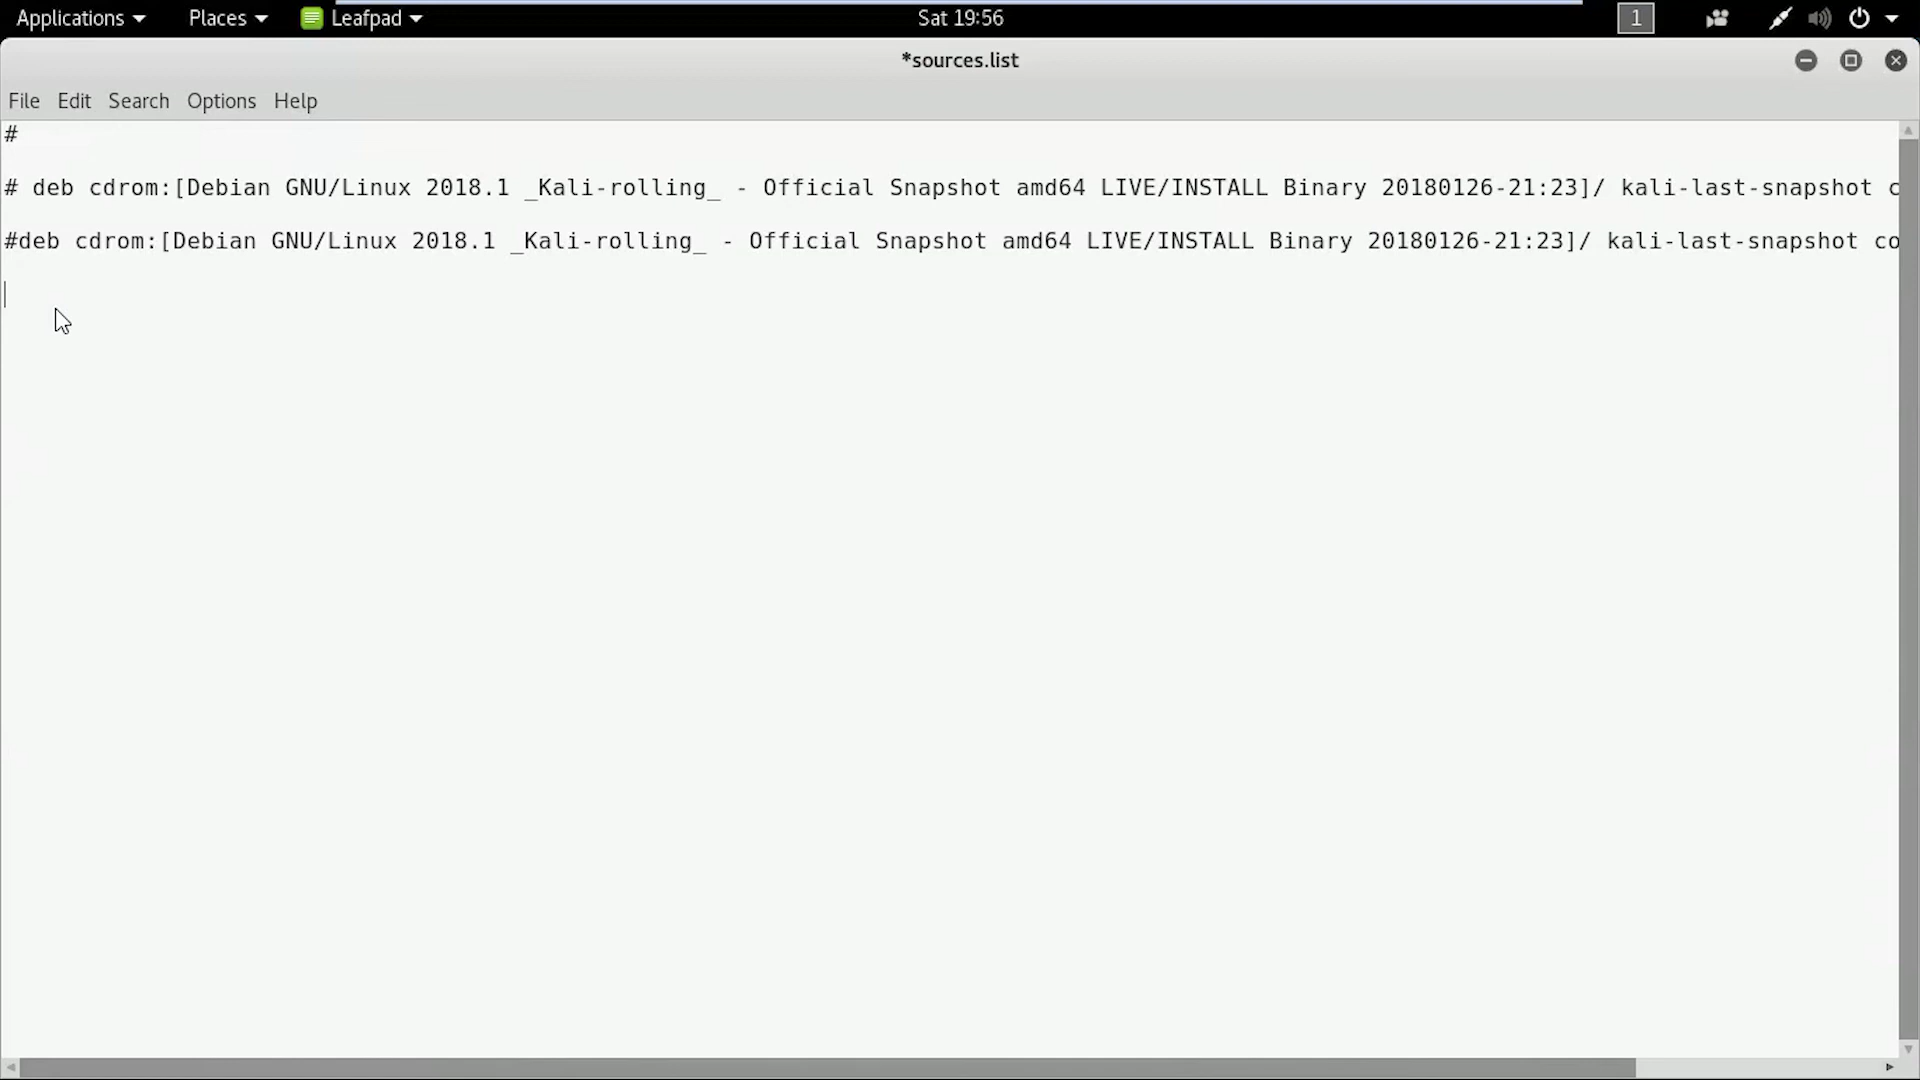 Applications Places Leafpad Sat 19:56 1
*sources.list
File Edit Search Options Help
#
# deb cdrom:[Debian GNU/Linux 2018.1 _Kali-rolling_ - Official Snapshot amd64 LIVE/INSTALL Binary 20180126-21:23]/ kali-last-snapshot c
#deb cdrom:[Debian GNU/Linux 2018.1 _Kali-rolling_ - Official Snapshot amd64 LIVE/INSTALL Binary 20180126-21:23]/ kali-last-snapshot co